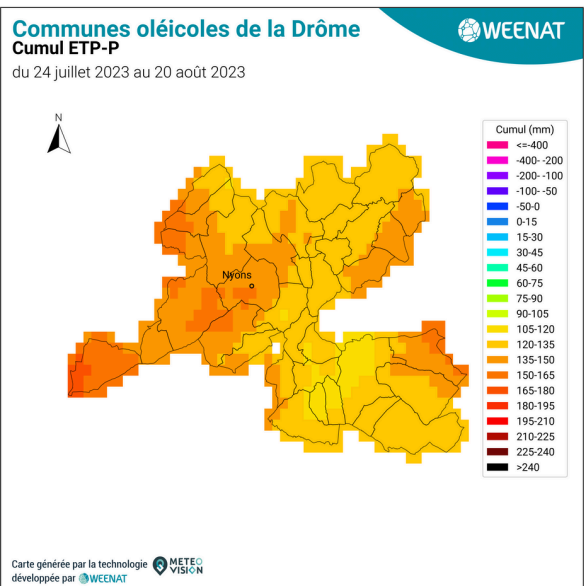 Communes oléicoles de la Drôme
WEENAT
Cumul ETP-P
du 24 juillet 2023 au 20 août 2023
N
Cumul (mm)
<=-400
-400- -200
-200- -100
-100- -50
-50-0
0-15
15-30
30-45
45-60
60-75
75-90
90-105
105-120
120-135
135-150
150-165
165-180
180-195
195-210
210-225
225-240
>240
Nyons
Carte générée par la technologie METEO VISION
développée par WEENAT